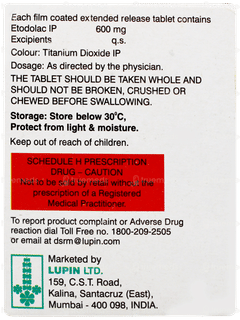 Each film coated extended release tablet contains
Etodolac IP 600 mg
Excipients q.s.
Colour: Titanium Dioxide IP
Dosage: As directed by the physician.
THE TABLET SHOULD BE TAKEN WHOLE AND
SHOULD NOT BE BROKEN, CRUSHED OR
CHEWED BEFORE SWALLOWING.
Storage: Store below 30°C,
Protect from light & moisture.
Keep out of reach of children.
SCHEDULE H PRESCRIPTION
DRUG - CAUTION
Not to be sold by retail without the
prescription of a Registered
Medical Practitioner.
To report product complaint or Adverse Drug
reaction dial Toll Free No. 1800-209-2505
or email at dsrm@lupin.com
Marketed by
LUPIN LTD.
159, C.S.T. Road,
Kalina, Santacruz (East),
Mumbai - 400 098, INDIA.